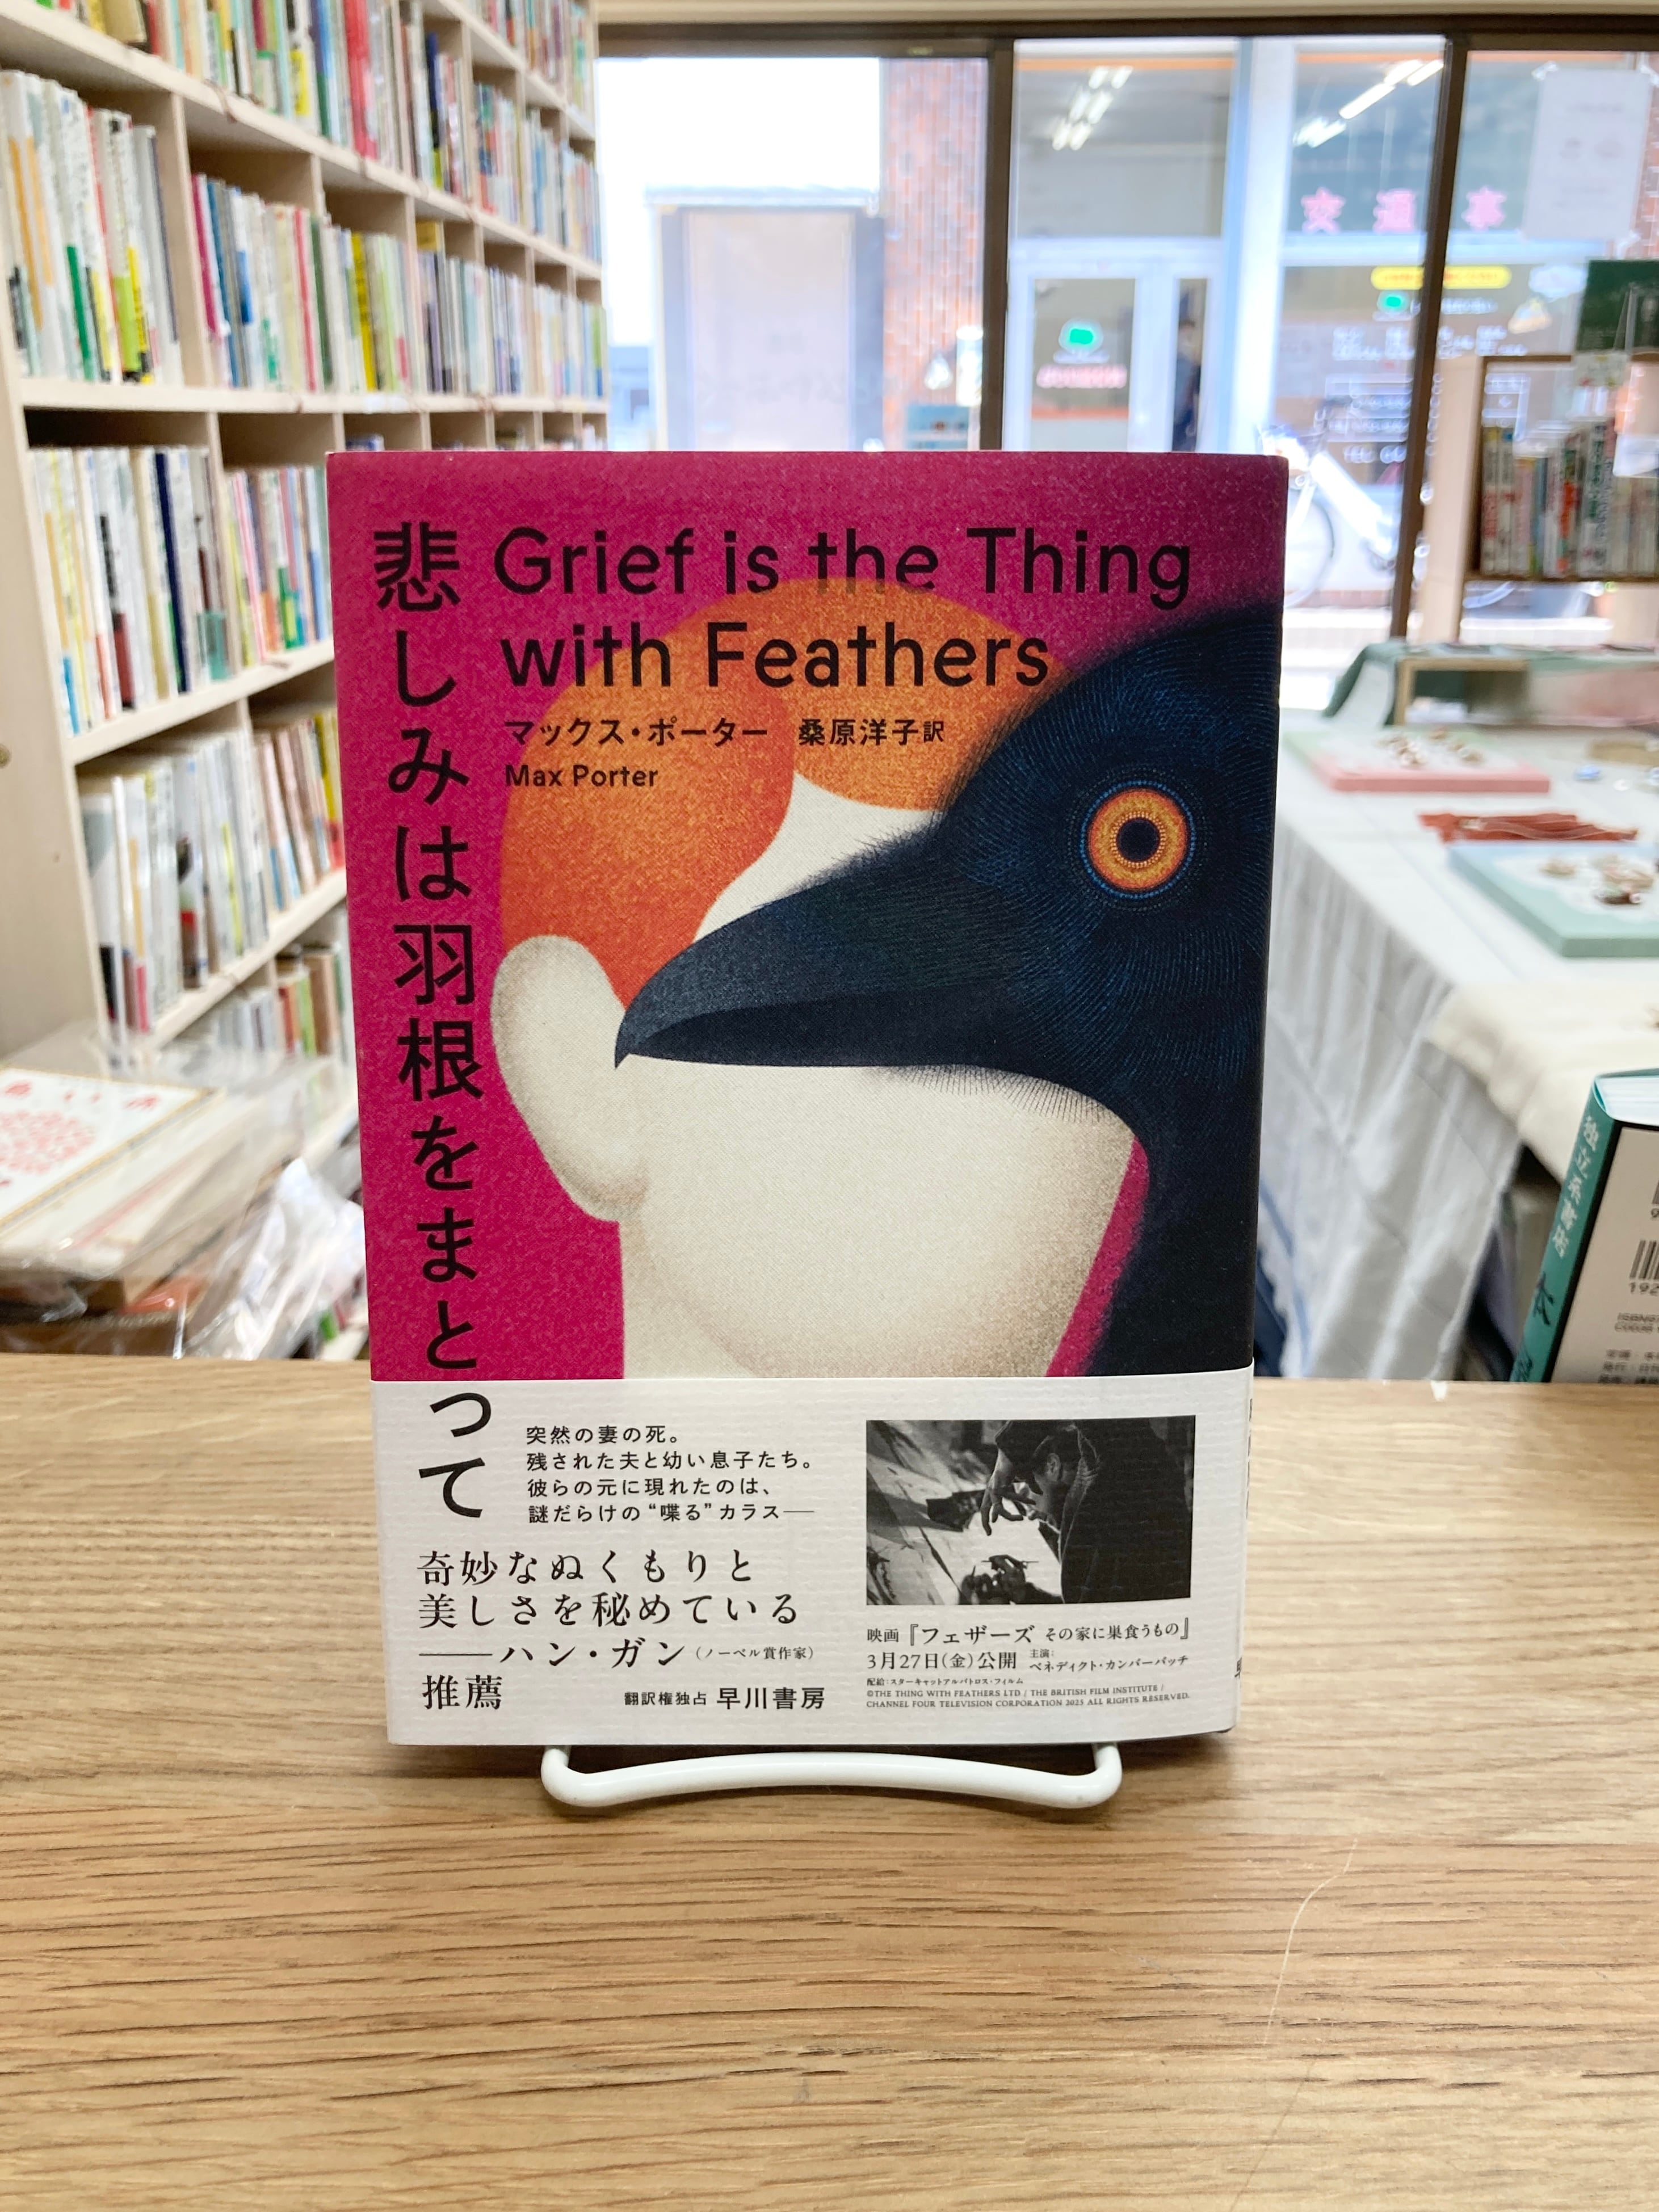 悲しみは羽根をまとって
Grief is the Thing
with Feathers
マックス・ポーター　桑原洋子訳
Max Porter
突然の妻の死。
残された夫と幼い息子たち。
彼らの元に現れたのは、
謎だらけの“喋る”カラス──
奇妙なぬくもりと
美しさを秘めている
──ハン・ガン（ノーベル賞作家）
推薦
翻訳権独占 早川書房
映画『フェザーズ その家に巣食うもの』
3月27日(金)公開 主演:ベネディクト・カンバーバッチ
配給:スターキャットアルバトロス・フィルム
©THE THING WITH FEATHERS LTD / THE BRITISH FILM INSTITUTE /
CHANNEL FOUR TELEVISION CORPORATION 2025 ALL RIGHTS RESERVED.
交通事
独立系書店
192